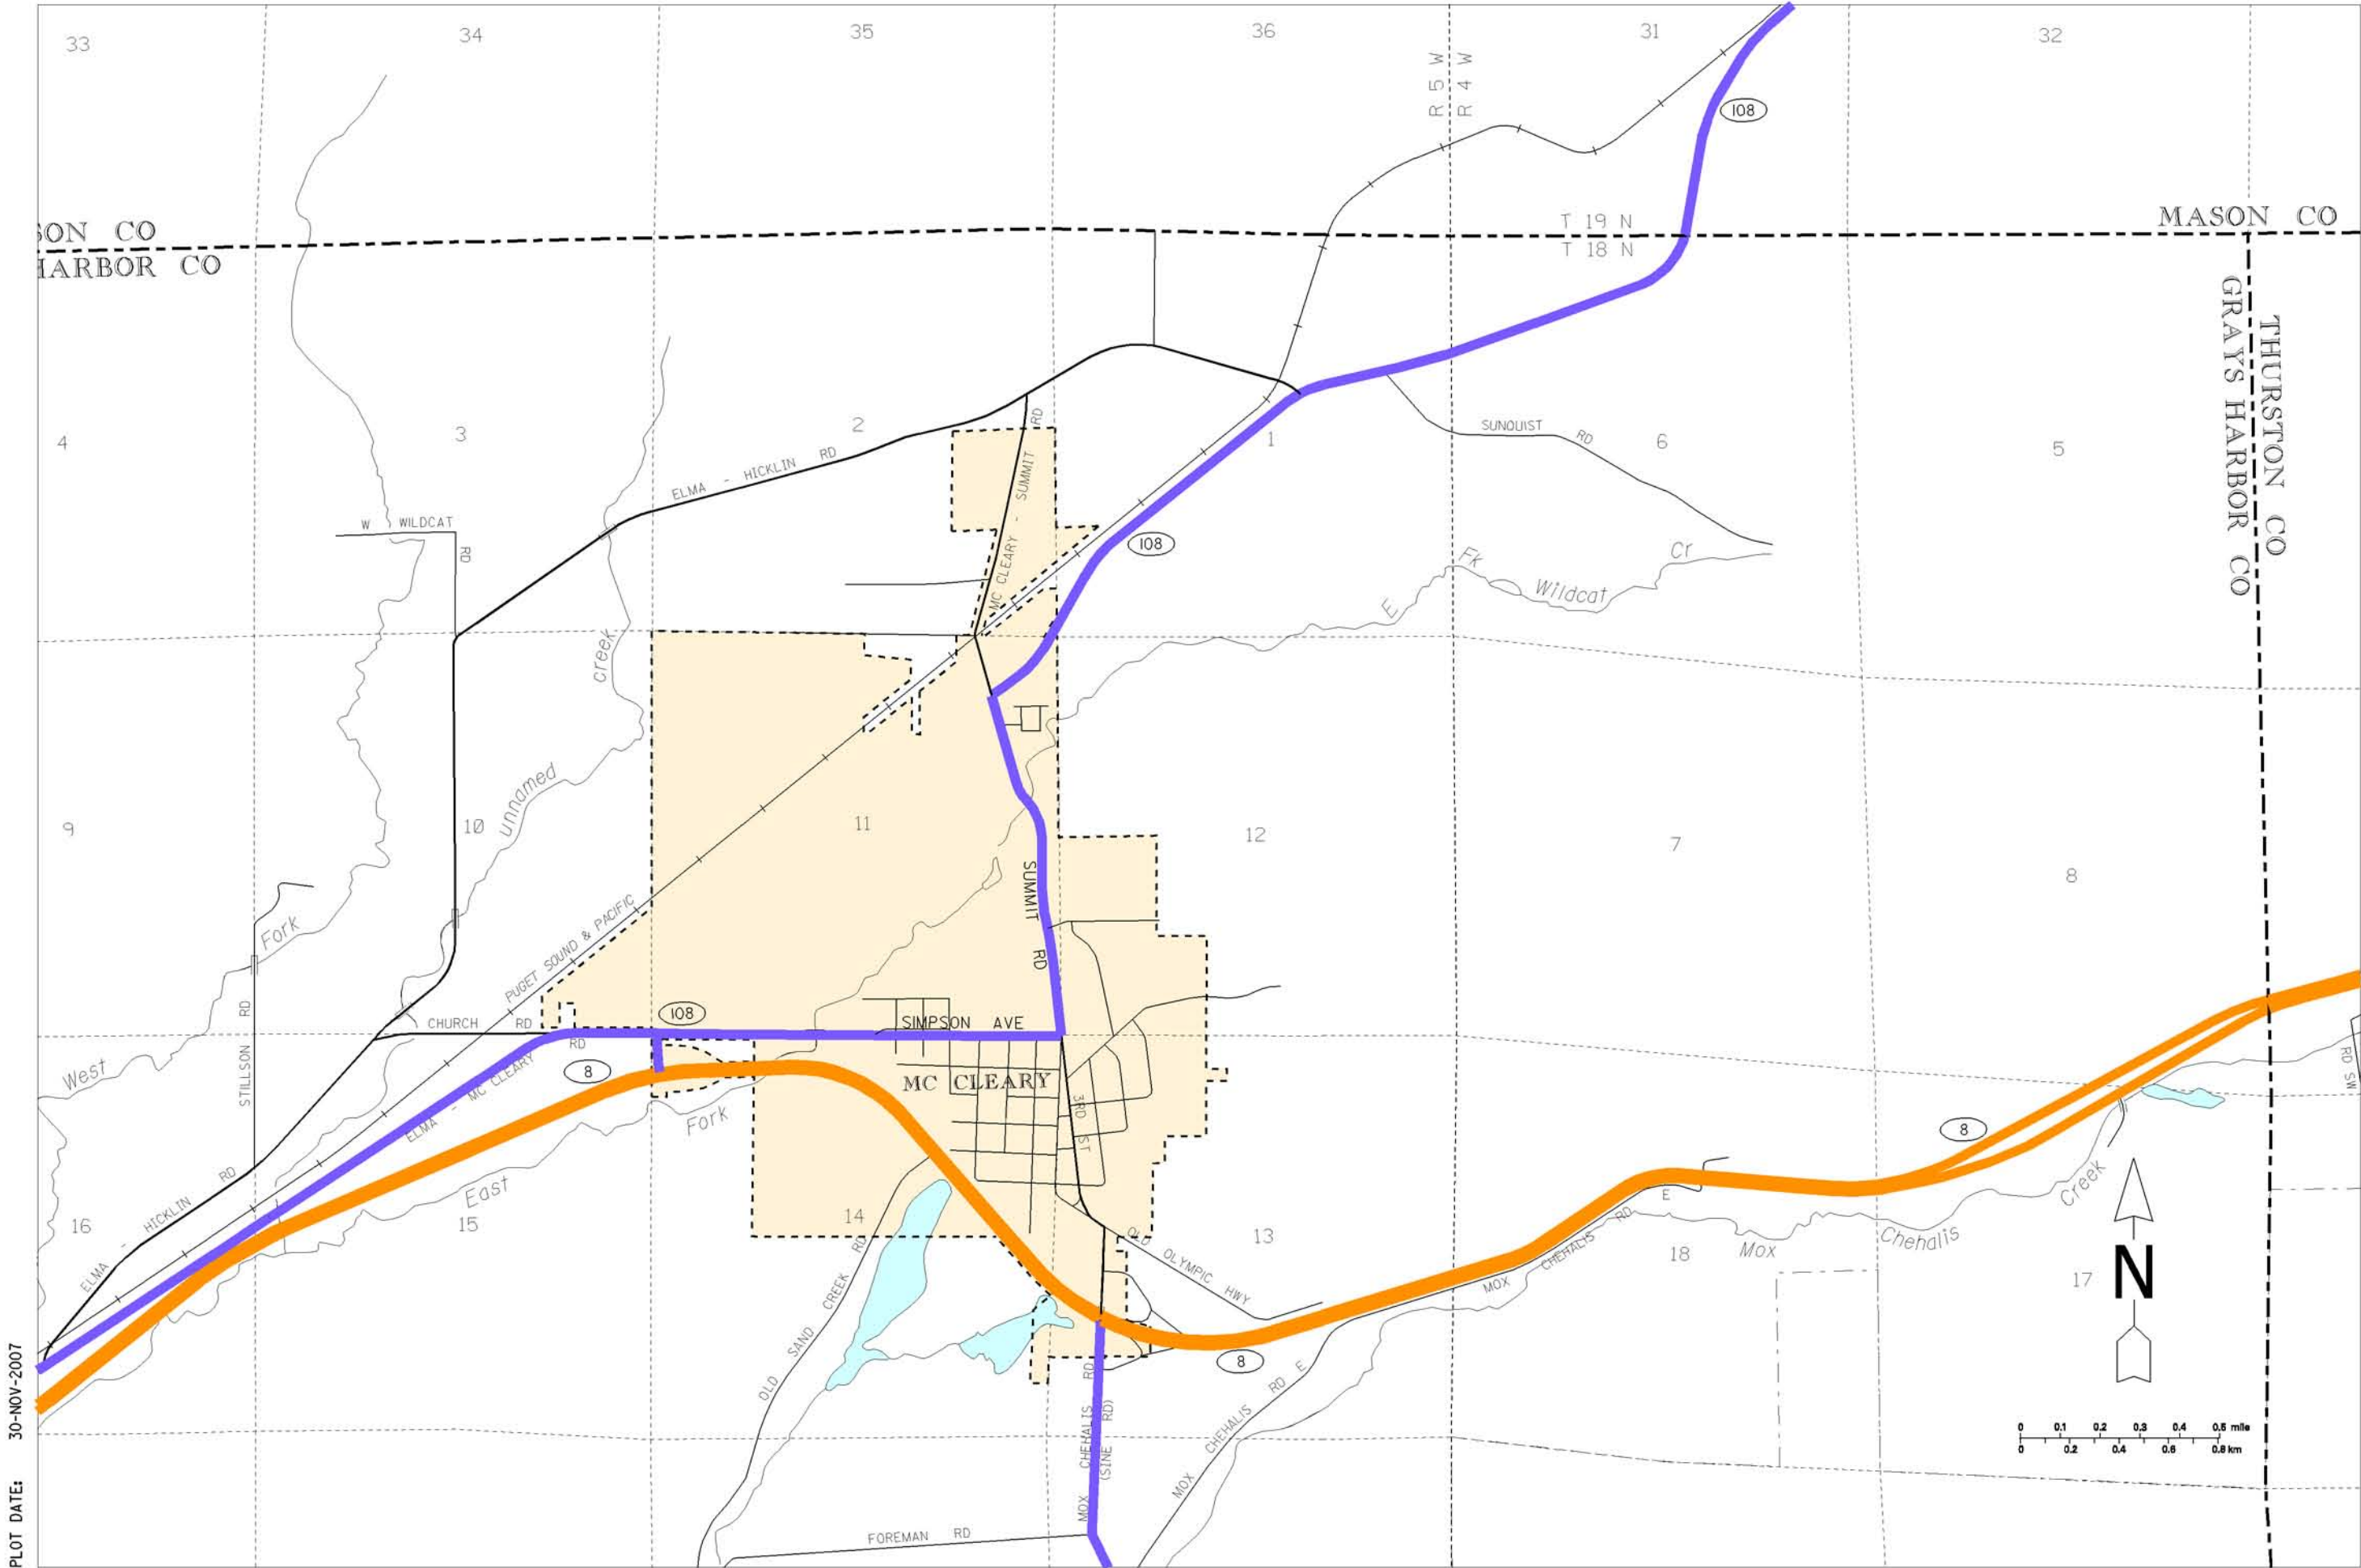 33 34 35 36 31 32
R 5 W
R 4 W
108
SON CO
HARBOR CO
T 19 N
T 18 N
MASON CO
GRAYS HARBOR CO
THURSTON CO
4 3 2 1 6 5
ELMA - HICKLIN RD
MC CLEARY - SUMMIT RD
SUNQUIST RD
W WILDCAT RD
108
E Fk Wildcat Cr
unnamed creek
9 10 11 12 7 8
SUMMIT RD
West Fork
STILLSON RD
PUGET SOUND & PACIFIC
CHURCH RD
108
SIMPSON AVE
ELMA - MC CLEARY RD
8
MC CLEARY
3RD ST
East Fork
8
RD SW
16 15 14 13 18 17
ELMA - HICKLIN RD
OLD SAND CREEK RD
OLD OLYMPIC HWY
MOX CHEHALIS RD E
Mox Chehalis Creek
N
8
MOX CHEHALIS RD
(SINE RD)
MOX CHEHALIS RD E
FOREMAN RD
0 0.1 0.2 0.3 0.4 0.5 mile
0 0.2 0.4 0.6 0.8 km
PLOT DATE: 30-NOV-2007